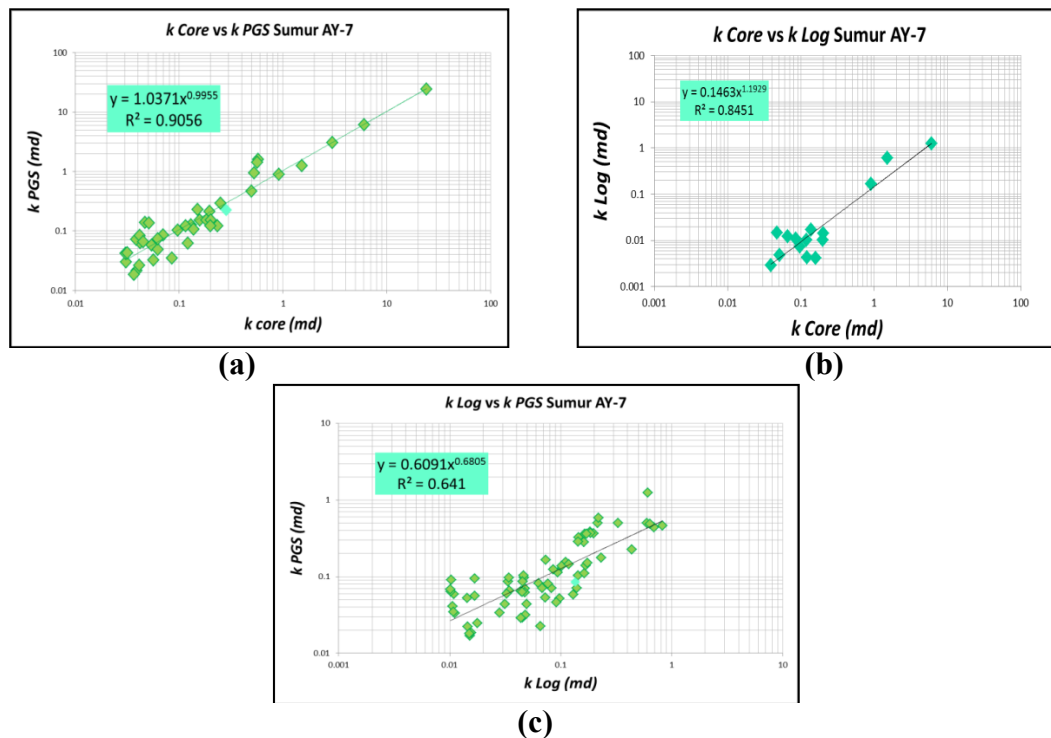 k Core vs k PGS Sumur AY-7
100
10
1
0.1
0.01
k PGS (md)
y = 1.0371x^0.9955
R² = 0.9056
0.01 0.1 1 10 100
k core (md)
(a)
k Core vs k Log Sumur AY-7
100
10
1
0.1
0.01
0.001
k Log (md)
y = 0.1463x^1.1929
R² = 0.8451
0.001 0.01 0.1 1 10 100
k Core (md)
(b)
k Log vs k PGS Sumur AY-7
10
1
0.1
0.01
k PGS (md)
y = 0.6091x^0.6805
R² = 0.641
0.001 0.01 0.1 1 10
k Log (md)
(c)